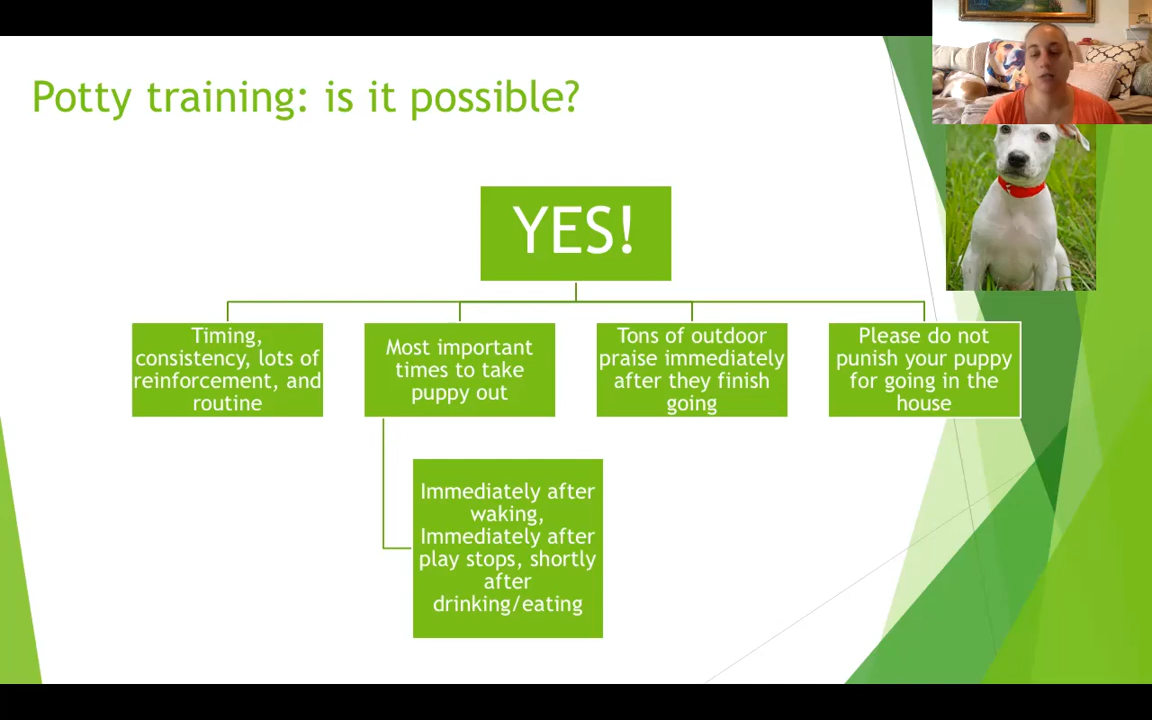 Potty training: is it possible?
YES!
Timing,
consistency, lots of
reinforcement, and
routine
Most important
times to take
puppy out
Tons of outdoor
praise immediately
after they finish
going
Please do not
punish your puppy
for going in the
house
Immediately after
waking,
Immediately after
play stops, shortly
after
drinking/eating